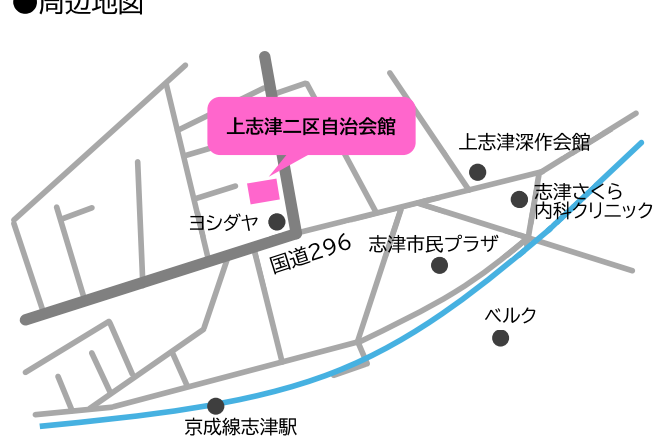 ●周辺地図
上志津二区自治会館
上志津深作会館
志津さくら
内科クリニック
ヨシダヤ
国道296
志津市民プラザ
ベルク
京成線志津駅